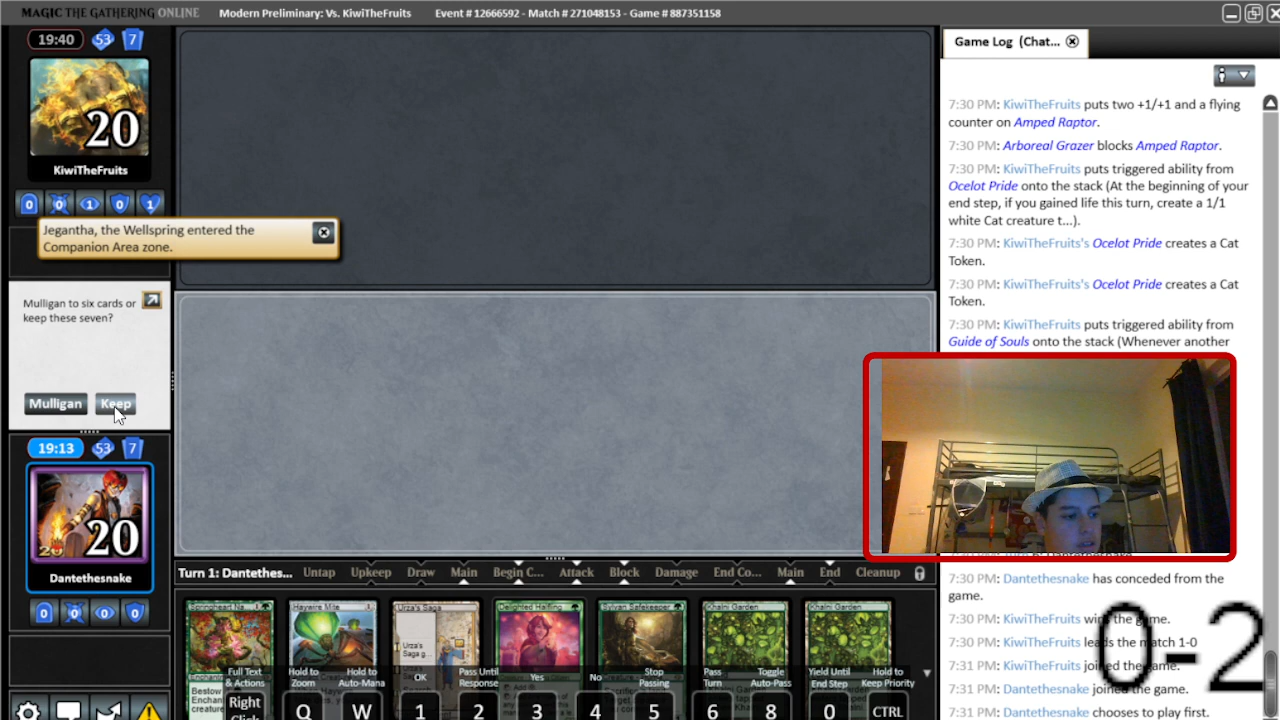 MAGIC THE GATHERING ONLINE
Modern Preliminary: Vs. KiwiTheFruits
Event # 12666592 - Match # 271048153 - Game # 887351158
19:40
53
7
20
KiwiTheFruits
0
0
1
0
1
Jegantha, the Wellspring entered the
Companion Area zone.
Mulligan to six cards or
keep these seven?
Mulligan
Keep
19:13
53
7
20
Dantethesnake
0
0
0
0
Turn 1: Dantethes...
Untap
Upkeep
Draw
Main
Begin C...
Attack
Block
Damage
End Co...
Main
End
Cleanup
Haywire Mite
Urza's Saga
Delighted Halfling
Sylvan Safekeeper
Khalni Garden
Khalni Garden
Full Text
& Actions
Hold to
Zoom
Hold to
Auto-Mana
OK
Pass Until
Response
Yes
No
Stop
Passing
Pass
Turn
Toggle
Auto-Pass
Yield Until
End Step
Hold to
Keep Priority
Bestow
creature
Right
Click
Q
W
1
2
3
4
5
6
8
0
CTRL
Game Log (Chat...
7:30 PM: KiwiTheFruits puts two +1/+1 and a flying
counter on Amped Raptor.
7:30 PM: Arboreal Grazer blocks Amped Raptor.
7:30 PM: KiwiTheFruits puts triggered ability from
Ocelot Pride onto the stack (At the beginning of your
end step, if you gained life this turn, create a 1/1
white Cat creature t...).
7:30 PM: KiwiTheFruits's Ocelot Pride creates a Cat
Token.
7:30 PM: KiwiTheFruits's Ocelot Pride creates a Cat
Token.
7:30 PM: KiwiTheFruits puts triggered ability from
Guide of Souls onto the stack (Whenever another
7:30 PM: Dantethesnake has conceded from the
game.
7:30 PM: KiwiTheFruits wins the game.
7:30 PM: KiwiTheFruits leads the match 1-0
7:31 PM: KiwiTheFruits joined the game.
7:31 PM: Dantethesnake joined the game.
7:31 PM: Dantethesnake chooses to play first.
0-2